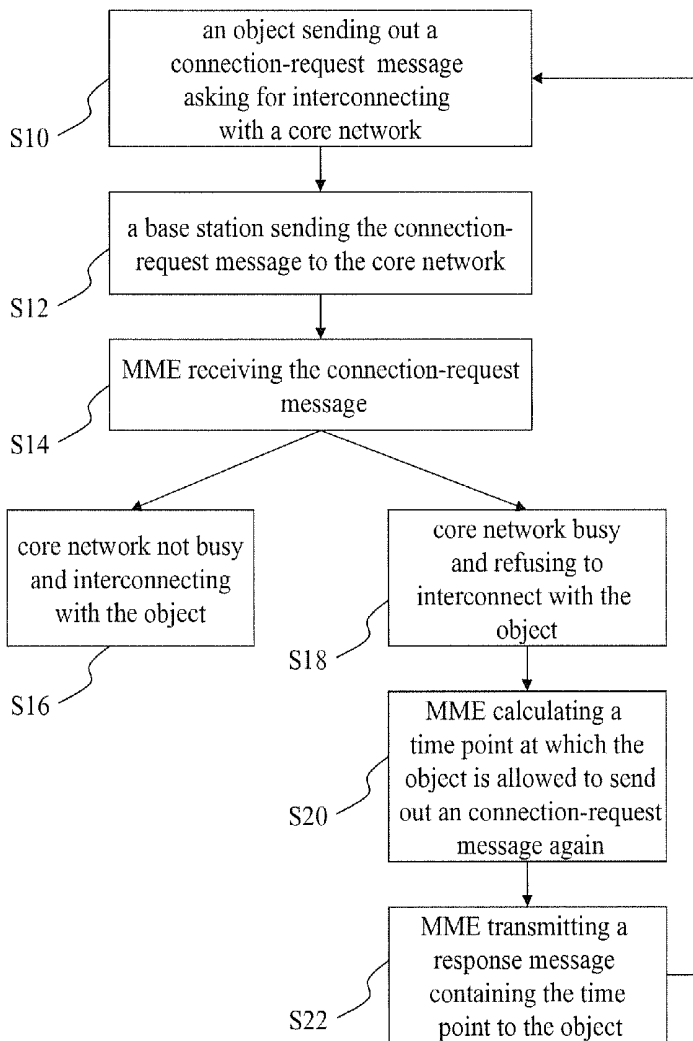 an object sending out a
connection-request message
asking for interconnecting
with a core network
S10
a base station sending the connection-
request message to the core network
S12
MME receiving the connection-request
message
S14
core network not busy
and interconnecting
with the object
S16
core network busy
and refusing to
interconnect with the
object
S18
MME calculating a
time point at which the
object is allowed to send
out an connection-request
message again
S20
MME transmitting a
response message
containing the time
point to the object
S22